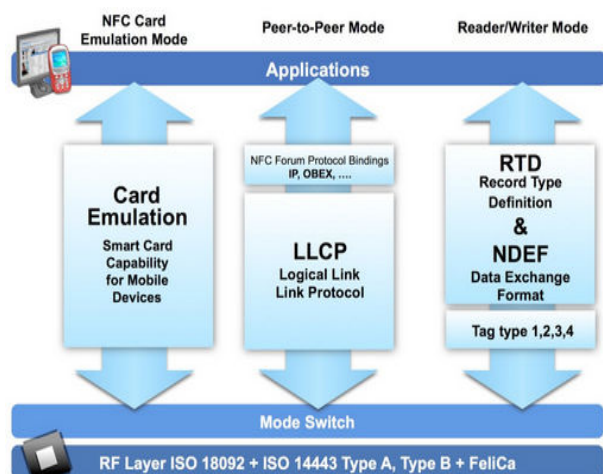 NFC Card
Emulation Mode
Peer-to-Peer Mode
Reader/Writer Mode
Applications
Card
Emulation
Smart Card
Capability
for Mobile
Devices
NFC Forum Protocol Bindings
IP, OBEX, ....
LLCP
Logical Link
Link Protocol
RTD
Record Type
Definition
&
NDEF
Data Exchange
Format
Tag type 1,2,3,4
Mode Switch
RF Layer ISO 18092 + ISO 14443 Type A, Type B + FeliCa